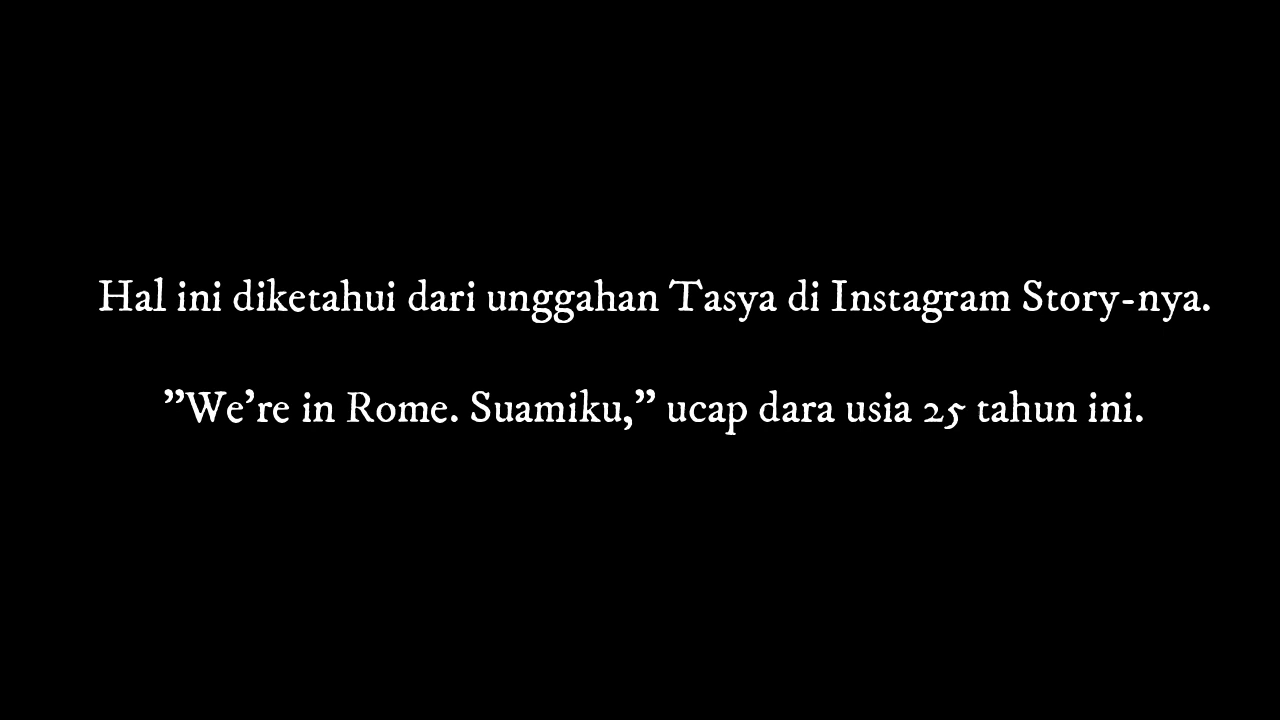 Hal ini diketahui dari unggahan Tasya di Instagram Story-nya.
”We’re in Rome. Suamiku,” ucap dara usia 25 tahun ini.